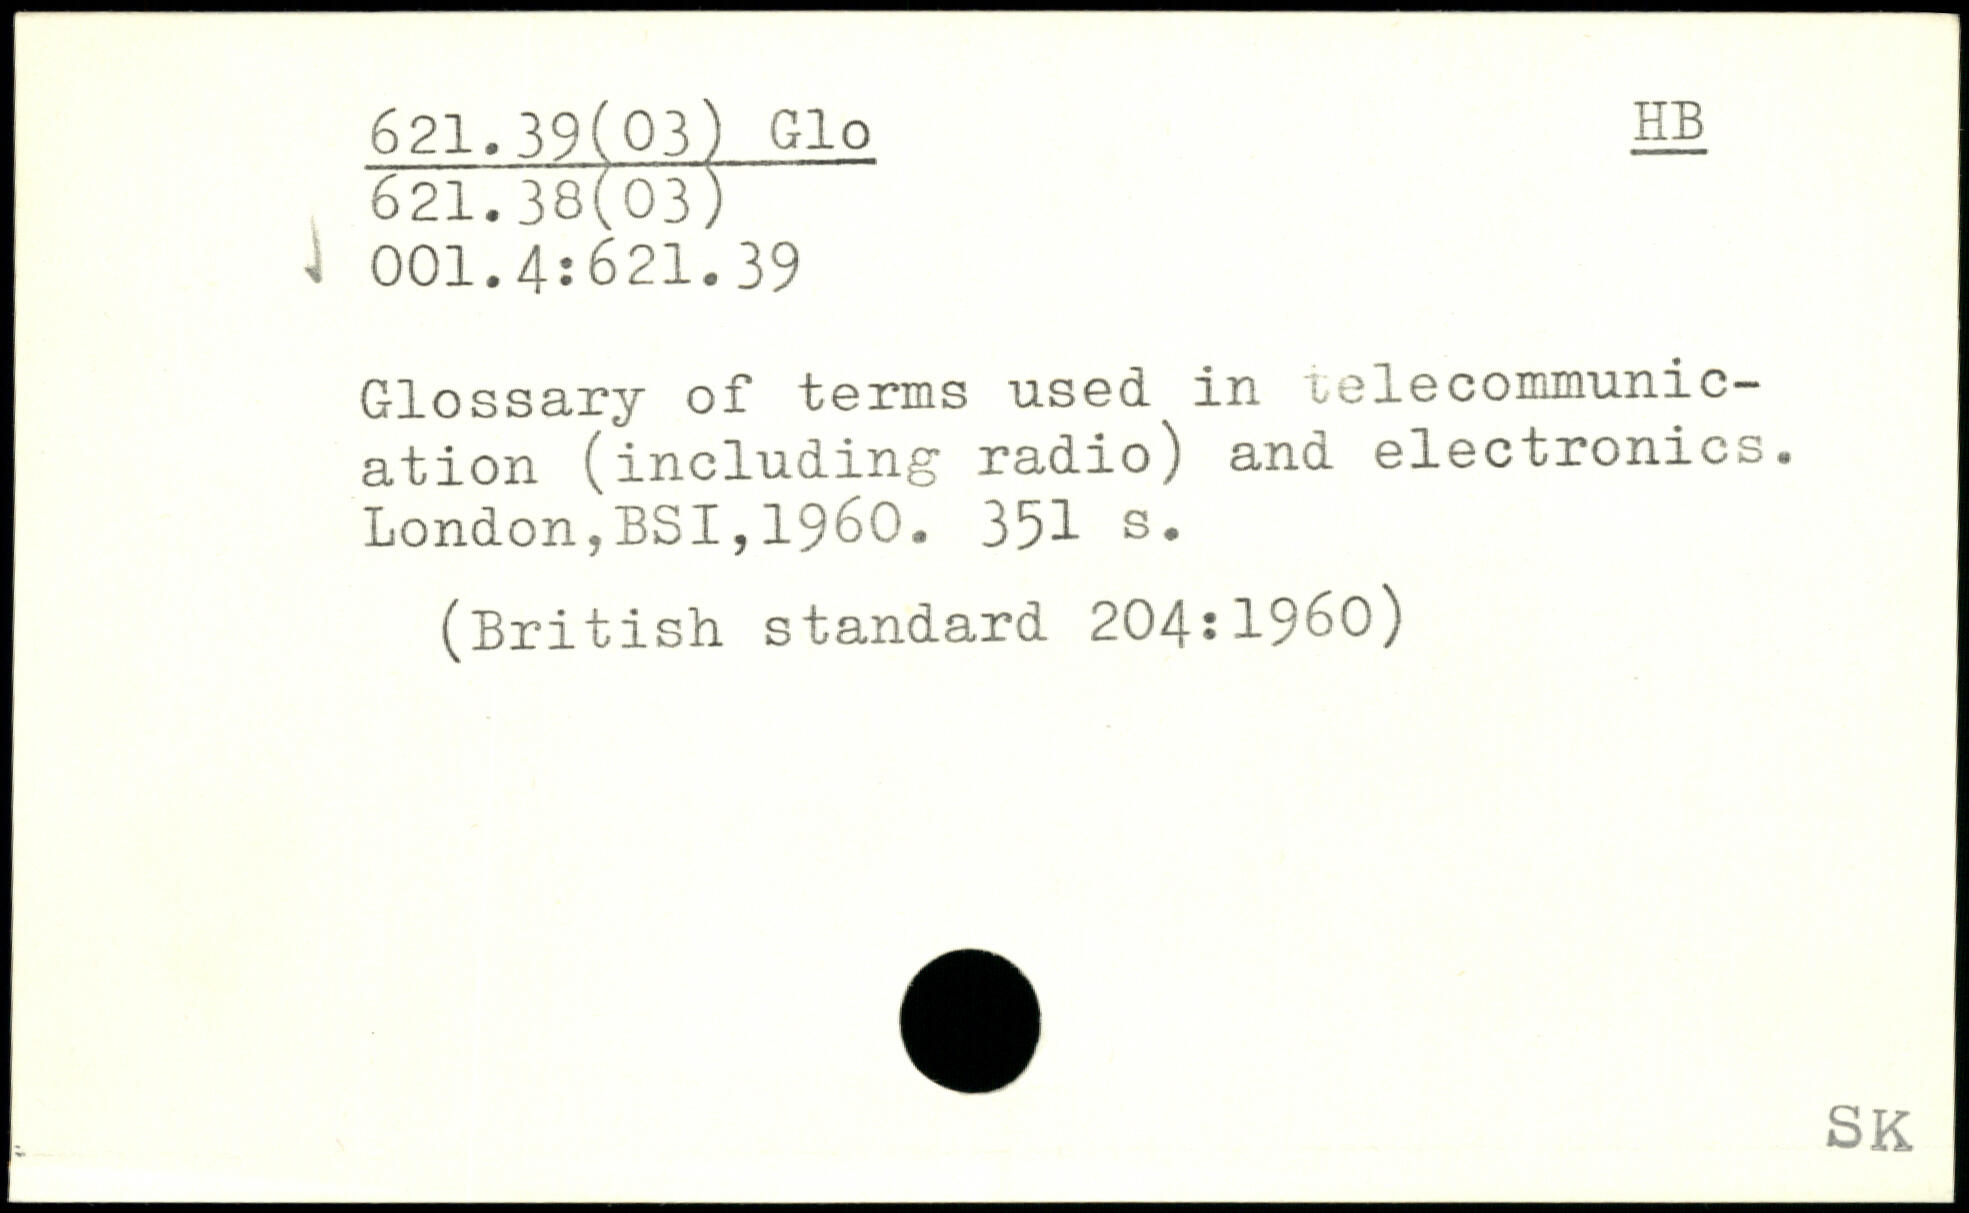 621.39(03) Glo
HB
621.38(03)
001.4:621.39
Glossary of terms used in telecommunic-
ation (including radio) and electronics.
London,BSI,1960. 351 s.
(British standard 204:1960)
SK